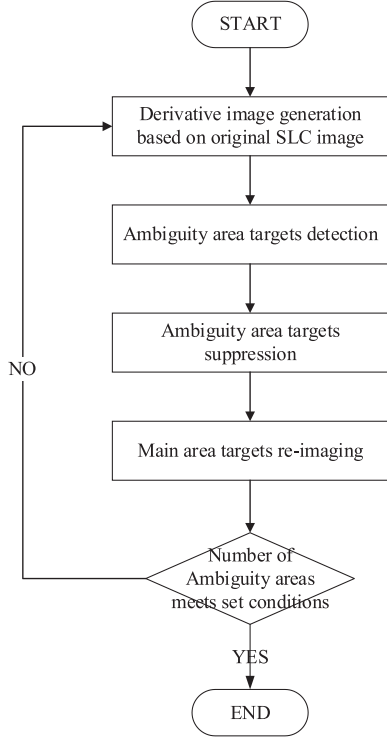 START
Derivative image generation
based on original SLC image
Ambiguity area targets detection
Ambiguity area targets
suppression
NO
Main area targets re-imaging
Number of
Ambiguity areas
meets set conditions
YES
END